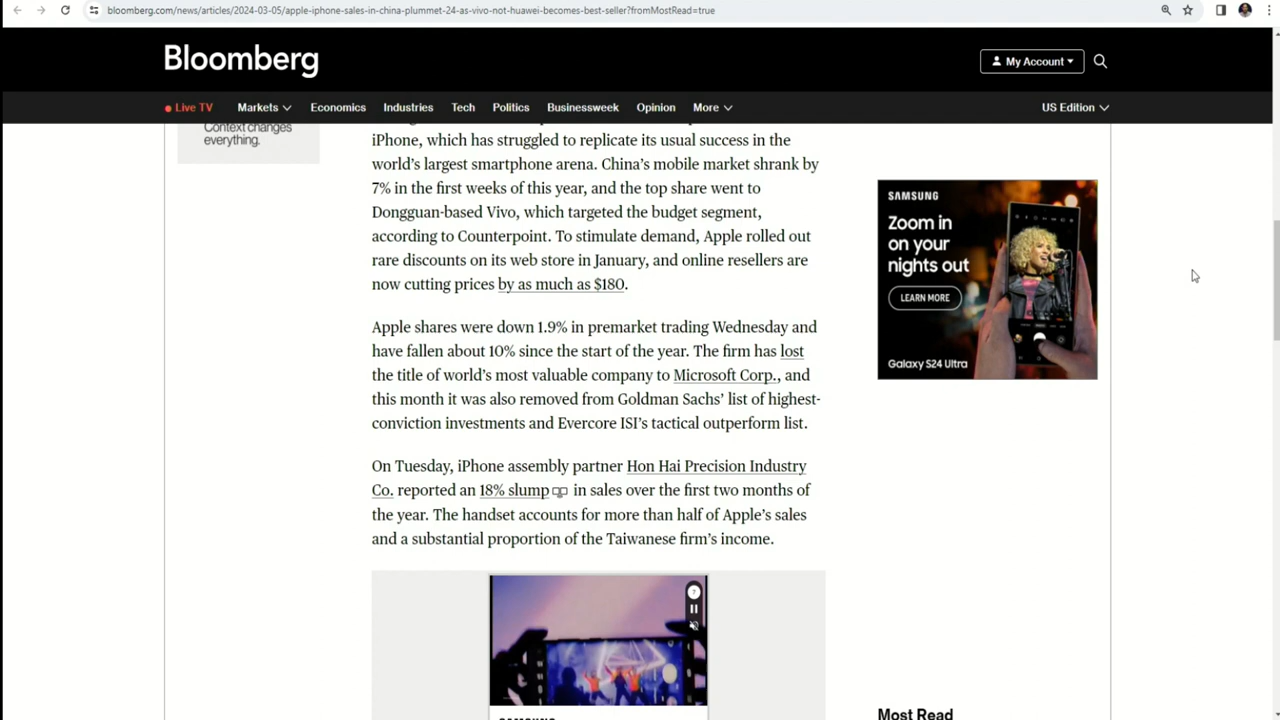 bloomberg.com/news/articles/2024-03-05/apple-iphone-sales-in-china-plummet-24-as-vivo-not-huawei-becomes-best-seller?fromMostRead=true
Bloomberg
My Account
Live TV
Markets
Economics
Industries
Tech
Politics
Businessweek
Opinion
More
US Edition
Context changes
everything.
iPhone, which has struggled to replicate its usual success in the
world's largest smartphone arena. China's mobile market shrank by
7% in the first weeks of this year, and the top share went to
Dongguan-based Vivo, which targeted the budget segment,
according to Counterpoint. To stimulate demand, Apple rolled out
rare discounts on its web store in January, and online resellers are
now cutting prices by as much as $180.
Apple shares were down 1.9% in premarket trading Wednesday and
have fallen about 10% since the start of the year. The firm has lost
the title of world's most valuable company to Microsoft Corp., and
this month it was also removed from Goldman Sachs' list of highest-
conviction investments and Evercore ISI's tactical outperform list.
On Tuesday, iPhone assembly partner Hon Hai Precision Industry
Co. reported an 18% slump in sales over the first two months of
the year. The handset accounts for more than half of Apple's sales
and a substantial proportion of the Taiwanese firm's income.
SAMSUNG
Zoom in
on your
nights out
LEARN MORE
Galaxy S24 Ultra
SAMSUNG
Most Read